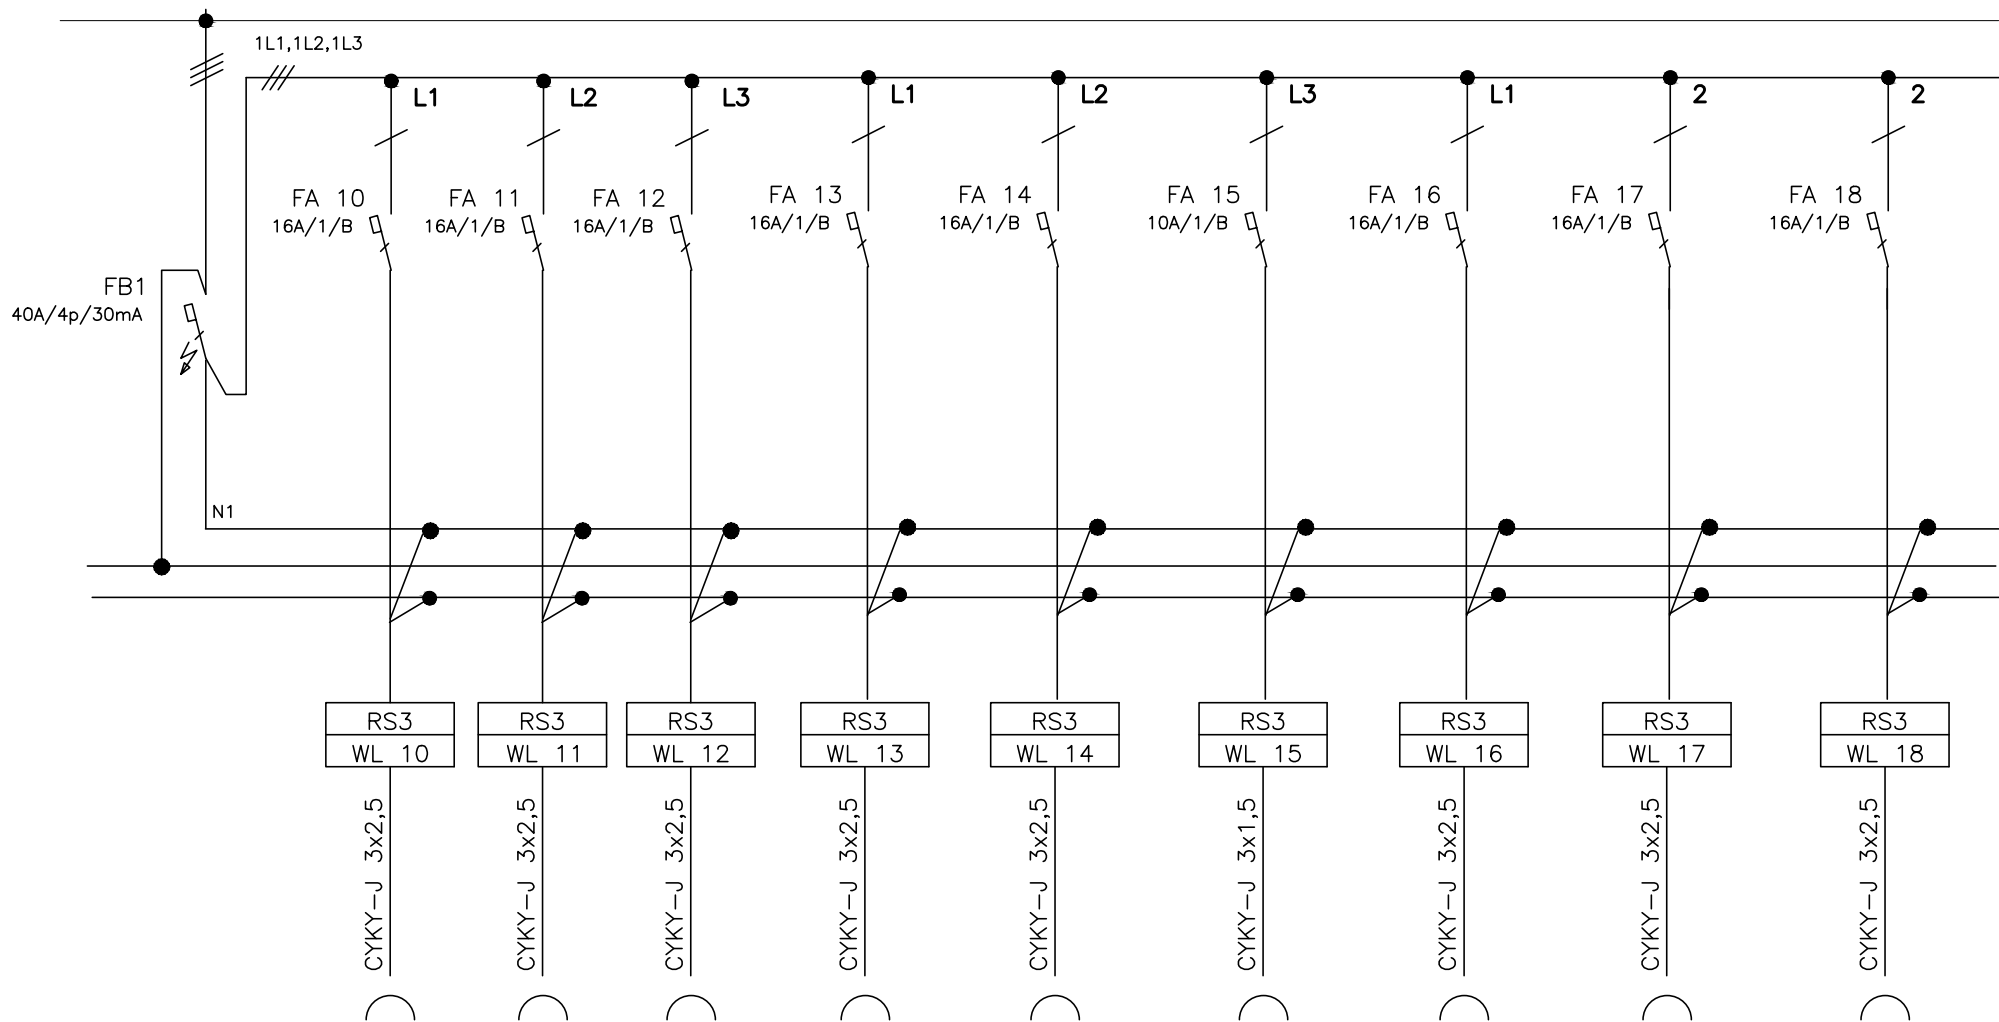 1L1,1L2,1L3
L1
L2
L3
L1
L2
L3
L1
2
2
FA 10
16A/1/B
FA 11
16A/1/B
FA 12
16A/1/B
FA 13
16A/1/B
FA 14
16A/1/B
FA 15
10A/1/B
FA 16
16A/1/B
FA 17
16A/1/B
FA 18
16A/1/B
FB1
40A/4p/30mA
N1
RS3
WL 10
RS3
WL 11
RS3
WL 12
RS3
WL 13
RS3
WL 14
RS3
WL 15
RS3
WL 16
RS3
WL 17
RS3
WL 18
CYKY-J 3x2,5
CYKY-J 3x2,5
CYKY-J 3x2,5
CYKY-J 3x2,5
CYKY-J 3x2,5
CYKY-J 3x1,5
CYKY-J 3x2,5
CYKY-J 3x2,5
CYKY-J 3x2,5